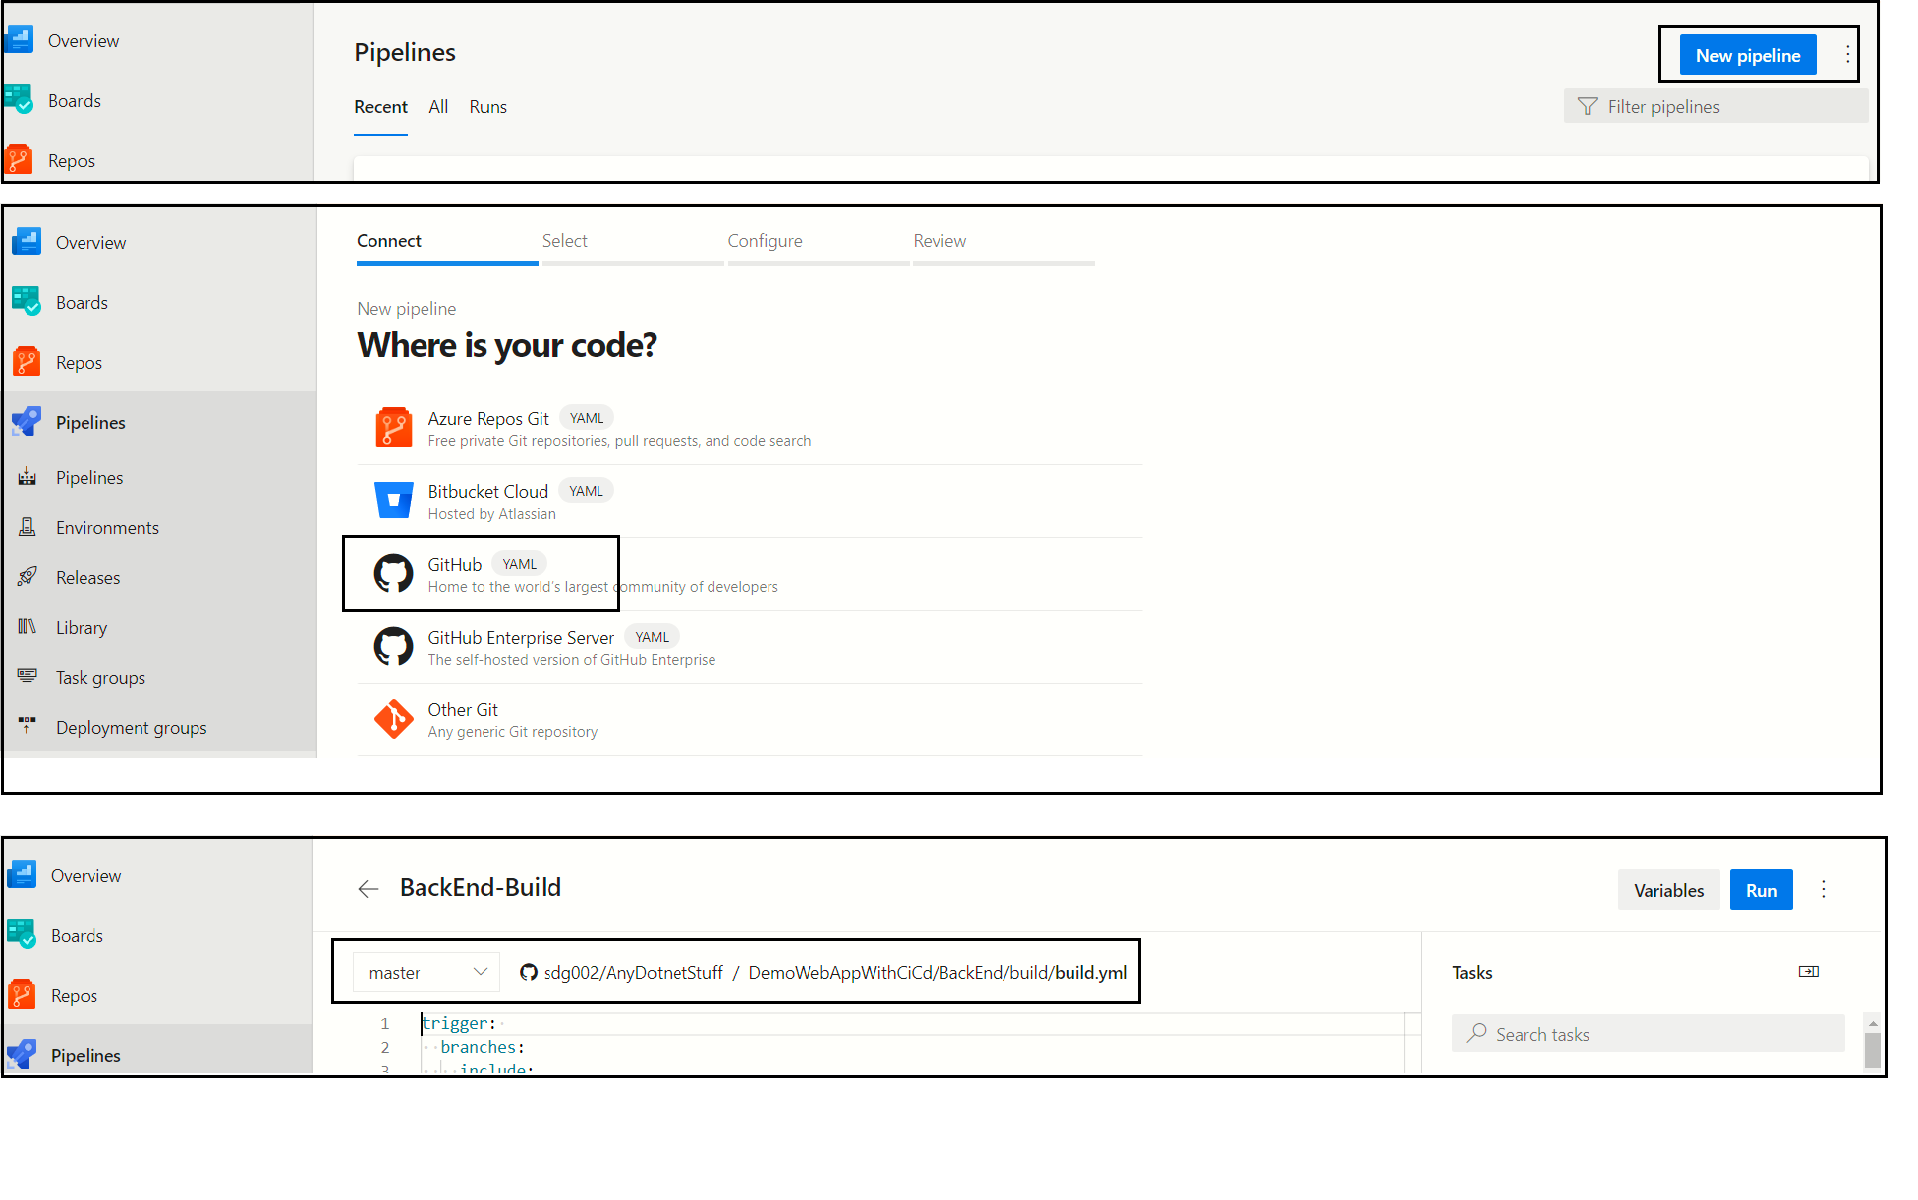 Overview
Boards
Repos
Pipelines
New pipeline
Recent All Runs
Filter pipelines
Overview
Boards
Repos
Pipelines
Pipelines
Environments
Releases
Library
Task groups
Deployment groups
Connect Select Configure Review
New pipeline
Where is your code?
Azure Repos Git YAML
Free private Git repositories, pull requests, and code search
Bitbucket Cloud YAML
Hosted by Atlassian
GitHub YAML
Home to the world's largest community of developers
GitHub Enterprise Server YAML
The self-hosted version of GitHub Enterprise
Other Git
Any generic Git repository
Overview
Boards
Repos
Pipelines
BackEnd-Build
Variables Run
master sdg002/AnyDotnetStuff / DemoWebAppWithCiCd/BackEnd/build/build.yml
1 trigger:
2 branches:
3 include:
Tasks
Search tasks